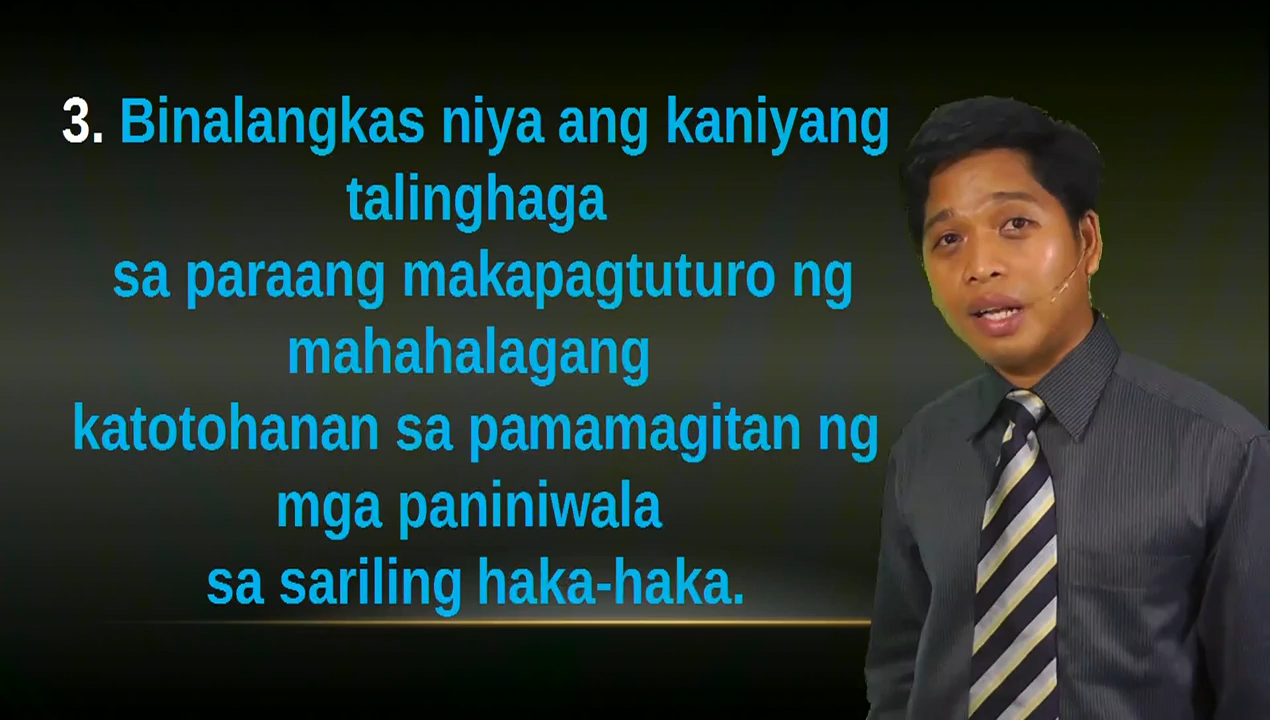 3. Binalangkas niya ang kaniyang
talinghaga
sa paraang makapagtuturo ng
mahahalagang
katotohanan sa pamamagitan ng
mga paniniwala
sa sariling haka-haka.